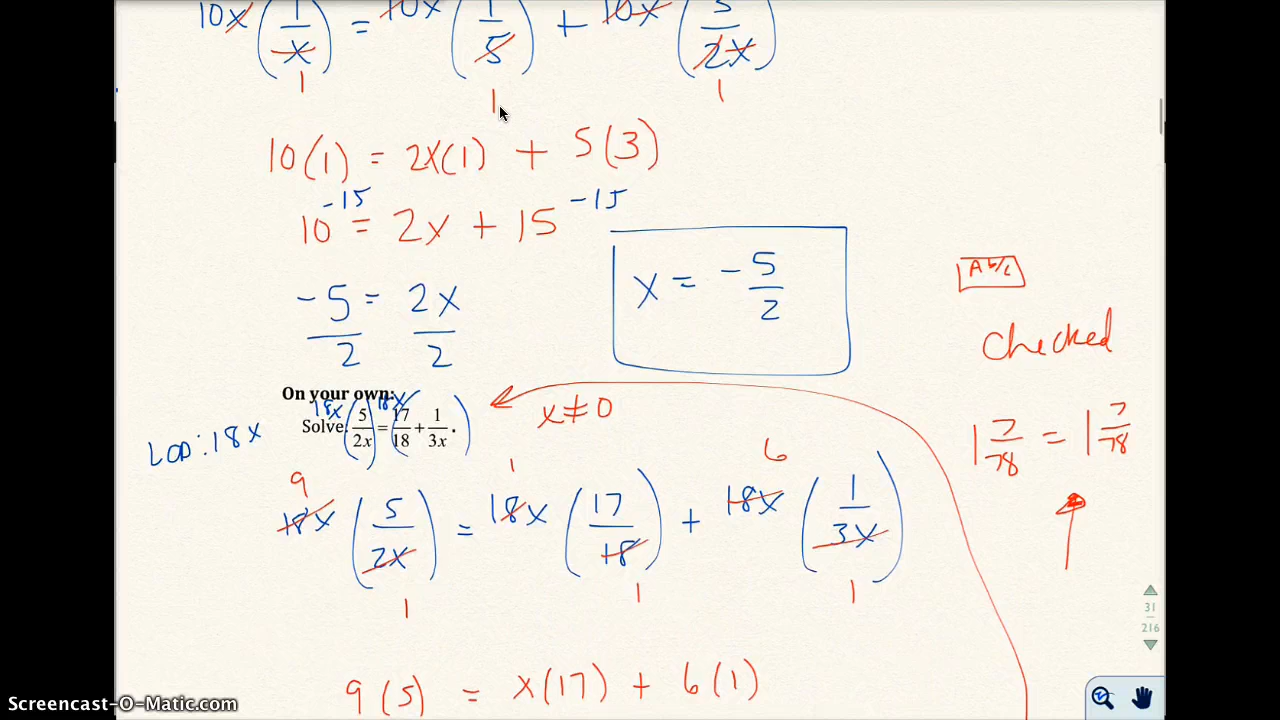 10x (1/x) = 10x (1/5) + 10x (3/2x)
1 1 1
10(1) = 2x(1) + 5(3)
-15 -15
10 = 2x + 15
-5/2 = 2x/2
x = -5/2
Ab/c
checked
1 7/78 = 1 7/78
On your own:
18x 18x
Solve: (5/2x) = (17/18 + 1/3x).
x ≠ 0
LCD: 18x
9 1 6
18x (5/2x) = 18x (17/18) + 18x (1/3x)
1 1 1
9(5) = x(17) + 6(1)
31
216
Screencast-O-Matic.com